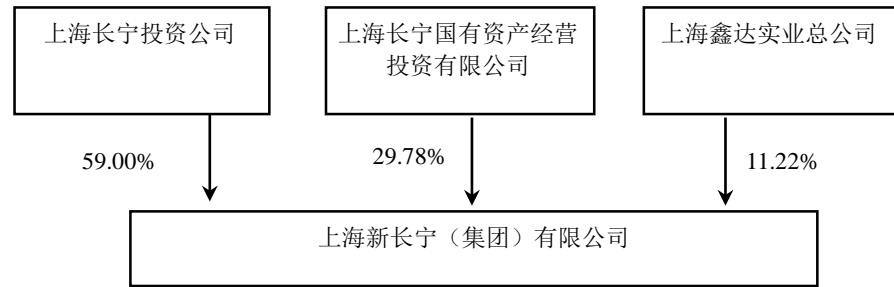 上海长宁投资公司
上海长宁国有资产经营
投资有限公司
上海鑫达实业总公司
59.00%
29.78%
11.22%
上海新长宁（集团）有限公司